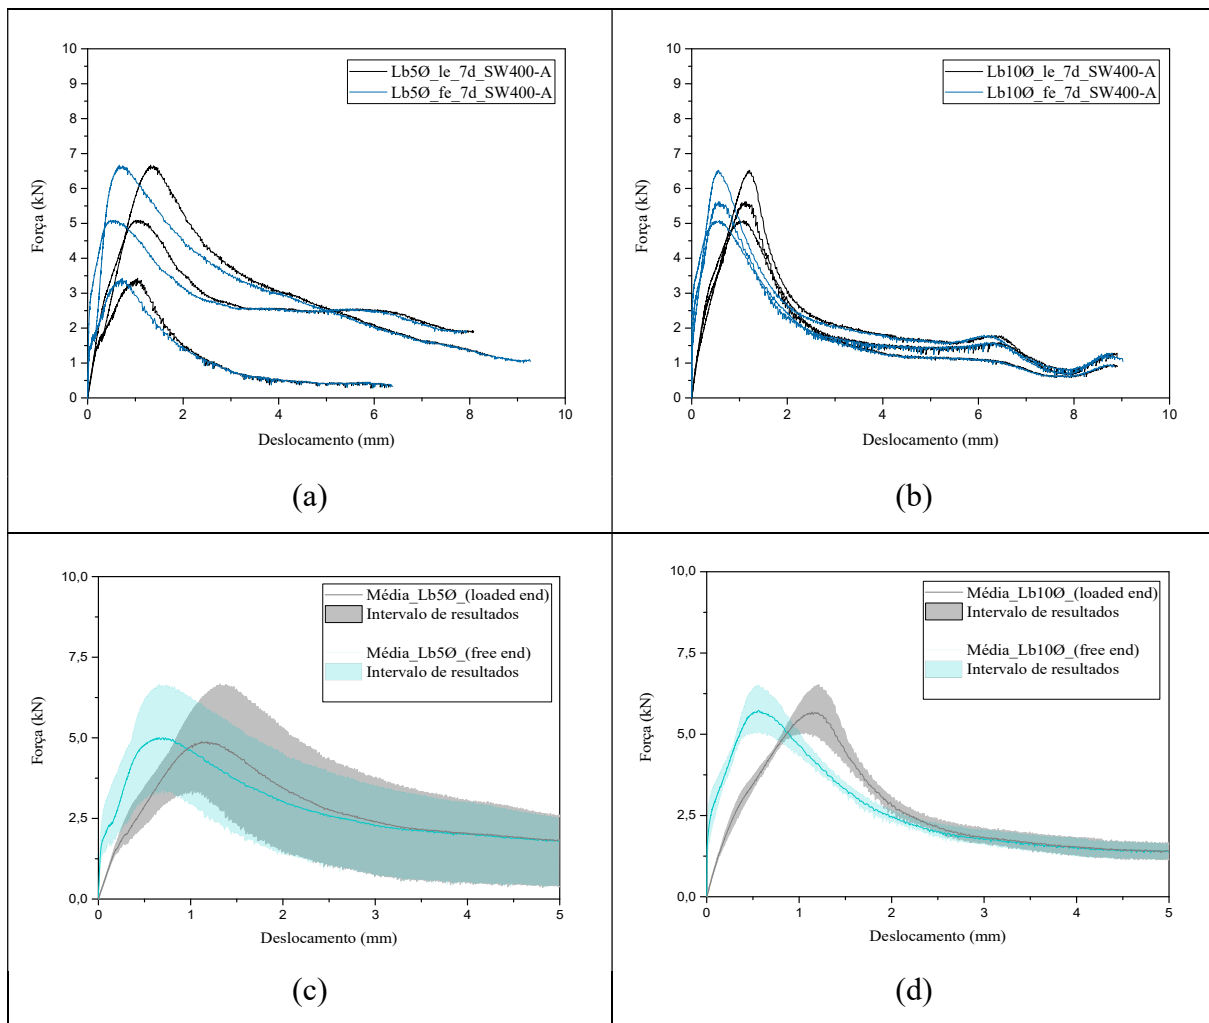 10
9
8
7
6
5
4
3
2
1
0
Força (kN)
Lb5Ø_le_7d_SW400-A
Lb5Ø_fe_7d_SW400-A
0 2 4 6 8 10
Deslocamento (mm)
(a)
10
9
8
7
6
5
4
3
2
1
0
Força (kN)
Lb10Ø_le_7d_SW400-A
Lb10Ø_fe_7d_SW400-A
0 2 4 6 8 10
Deslocamento (mm)
(b)
10,0
7,5
5,0
2,5
0,0
Força (kN)
Média_Lb5Ø_(loaded end)
Intervalo de resultados
Média_Lb5Ø_(free end)
Intervalo de resultados
0 1 2 3 4 5
Deslocamento (mm)
(c)
10,0
7,5
5,0
2,5
0,0
Força (kN)
Média_Lb10Ø_(loaded end)
Intervalo de resultados
Média_Lb10Ø_(free end)
Intervalo de resultados
0 1 2 3 4 5
Deslocamento (mm)
(d)